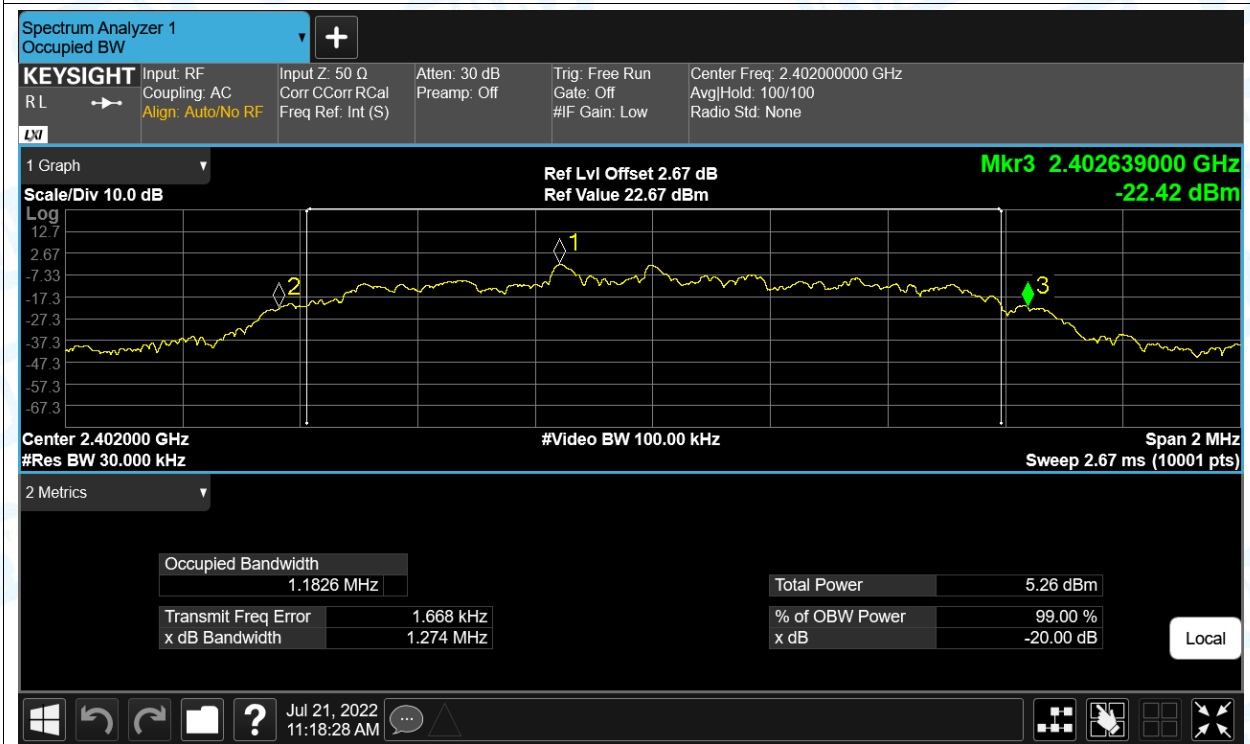 Spectrum Analyzer 1
Occupied BW
KEYSIGHT
R L
LXI
Input: RF
Coupling: AC
Align: Auto/No RF
Input Z: 50 Ω
Corr CCorr RCal
Freq Ref: Int (S)
Atten: 30 dB
Preamp: Off
Trig: Free Run
Gate: Off
#IF Gain: Low
Center Freq: 2.402000000 GHz
Avg|Hold: 100/100
Radio Std: None
1 Graph
Scale/Div 10.0 dB
Ref Lvl Offset 2.67 dB
Ref Value 22.67 dBm
Mkr3 2.402639000 GHz
-22.42 dBm
Log
12.7
2.67
-7.33
-17.3
-27.3
-37.3
-47.3
-57.3
-67.3
1
2
3
Center 2.402000 GHz
#Res BW 30.000 kHz
#Video BW 100.00 kHz
Span 2 MHz
Sweep 2.67 ms (10001 pts)
2 Metrics
Occupied Bandwidth
1.1826 MHz
Transmit Freq Error 1.668 kHz
x dB Bandwidth 1.274 MHz
Total Power 5.26 dBm
% of OBW Power 99.00 %
x dB -20.00 dB
Local
?
Jul 21, 2022
11:18:28 AM